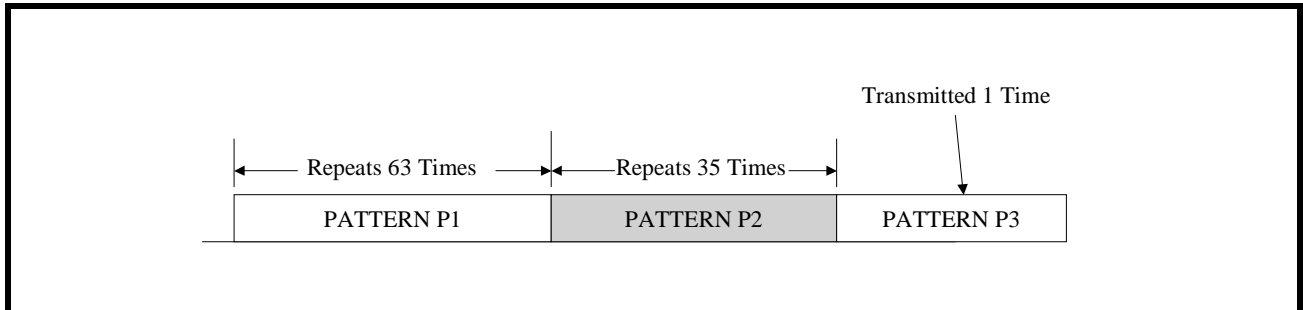 Transmitted 1 Time
Repeats 63 Times
Repeats 35 Times
PATTERN P1
PATTERN P2
PATTERN P3